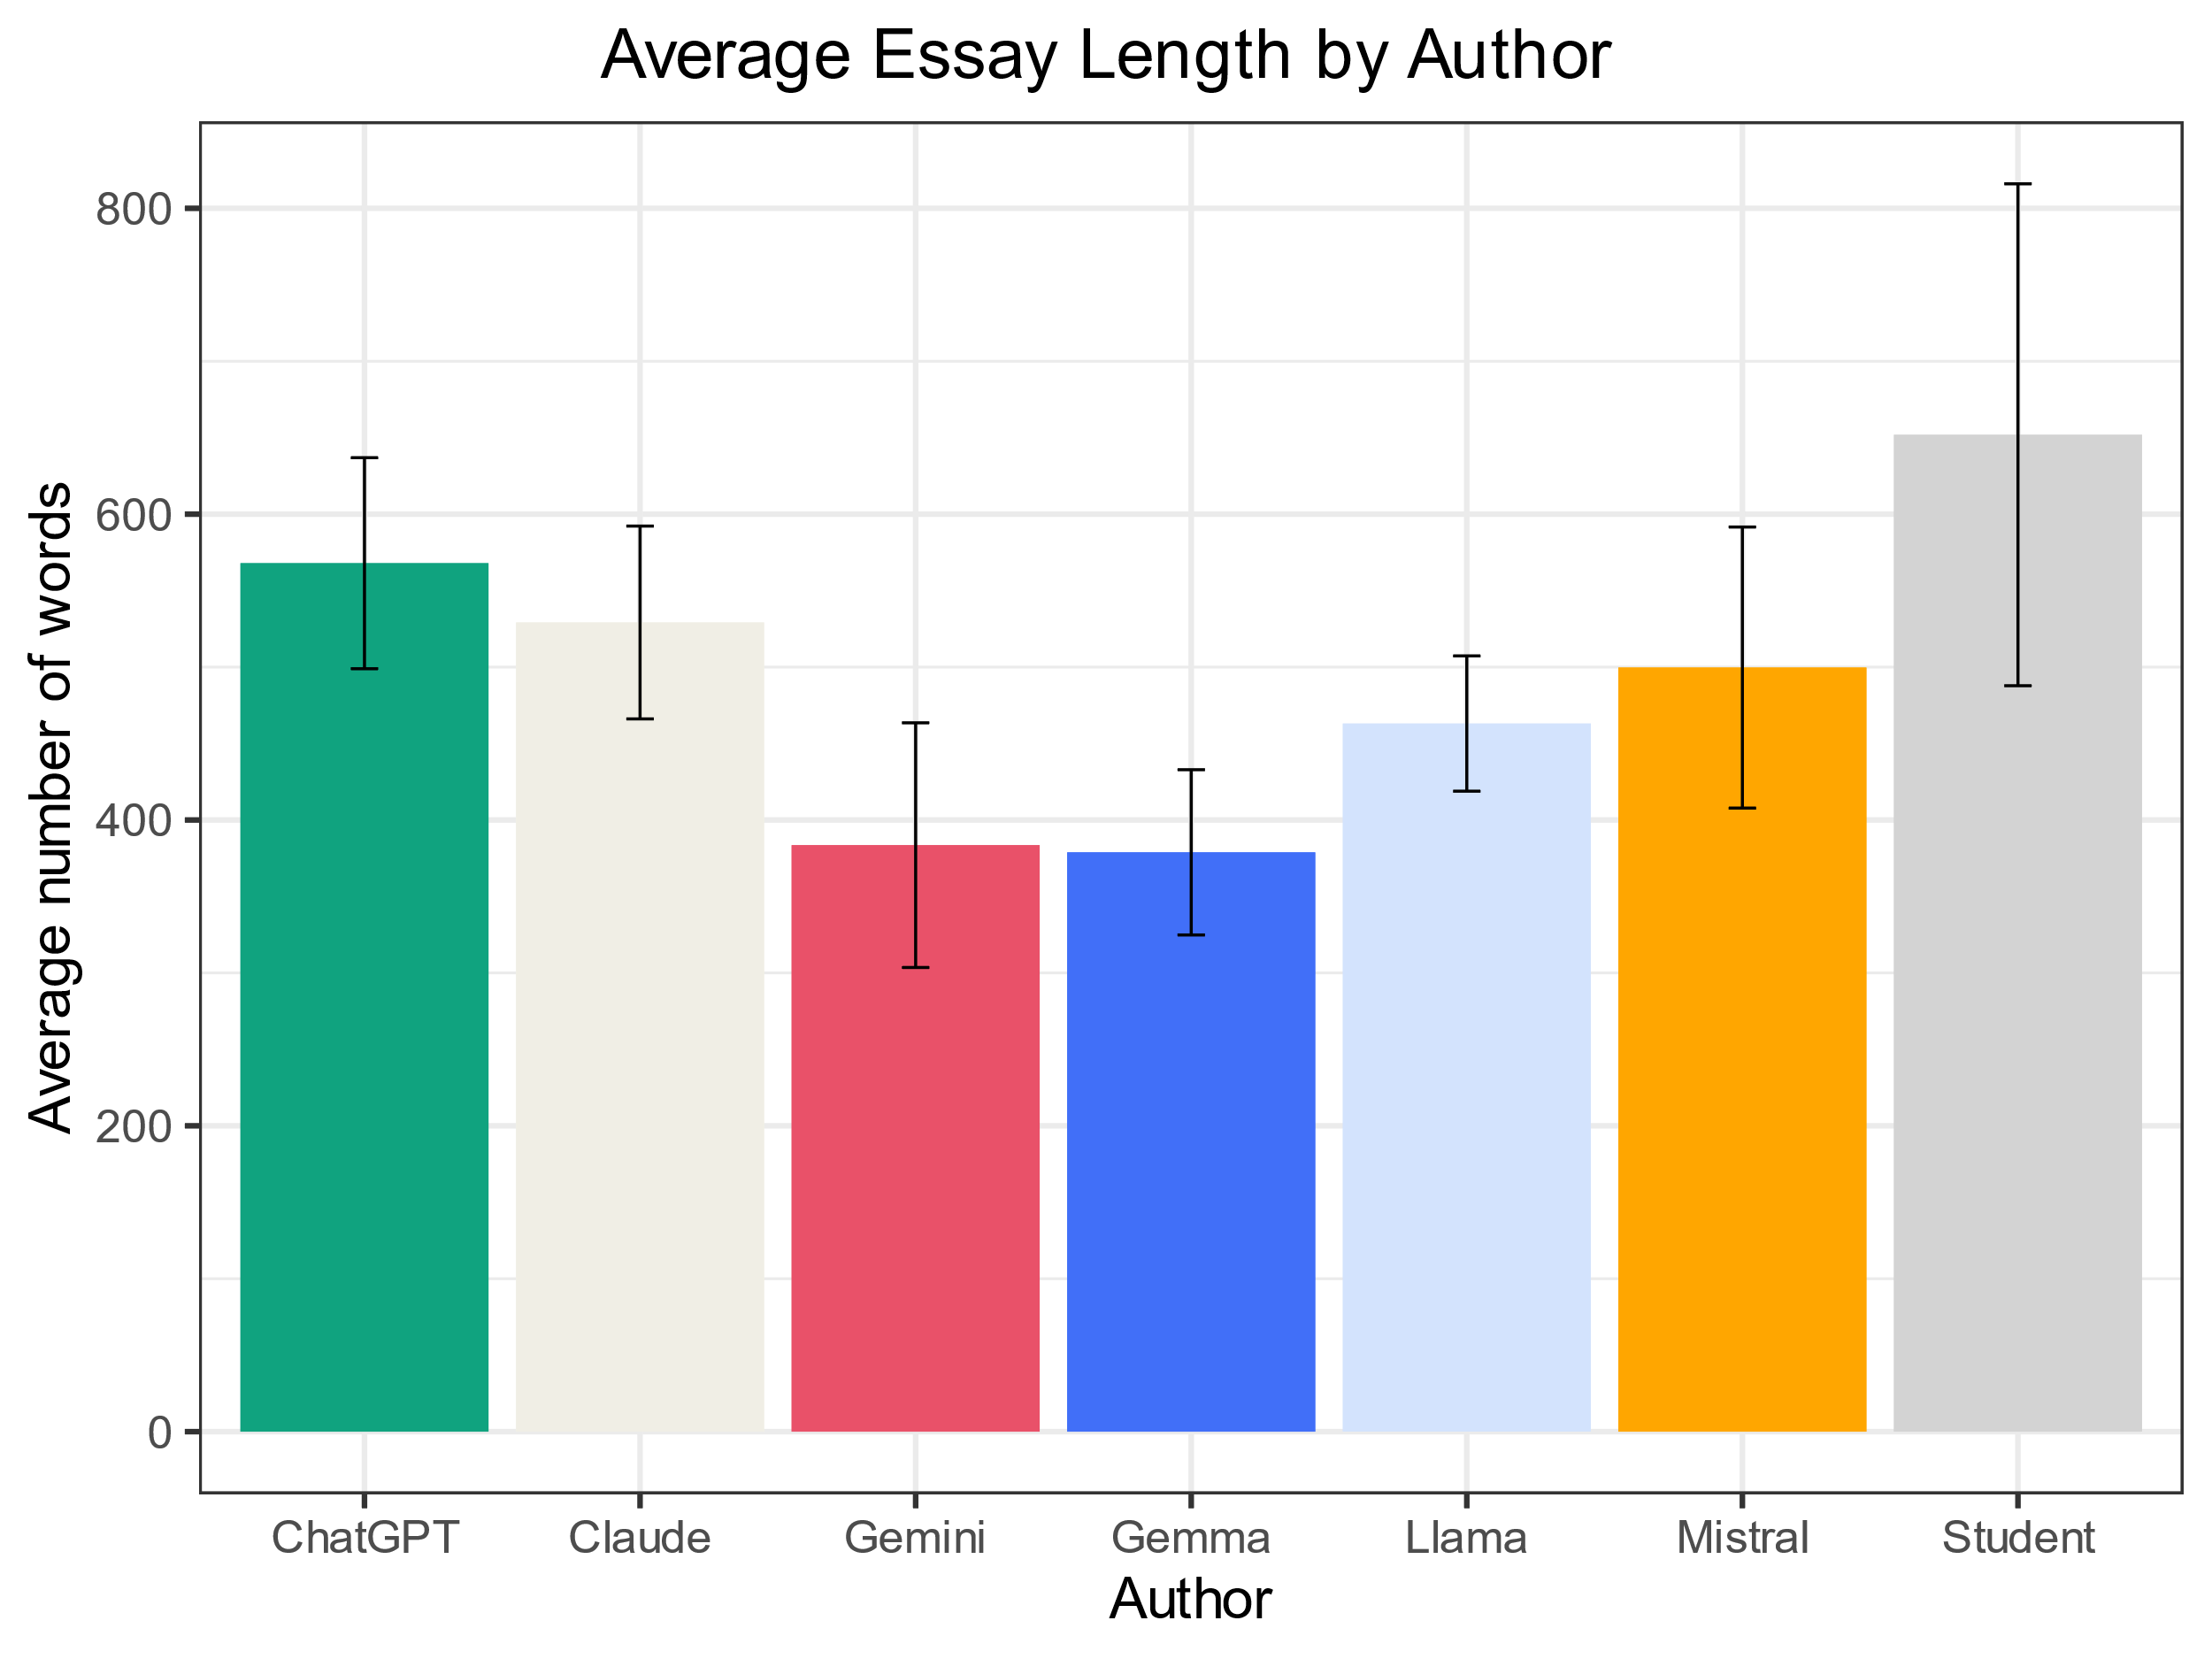 Average Essay Length by Author
Average number of words
800
600
400
200
0
ChatGPT Claude Gemini Gemma Llama Mistral Student
Author